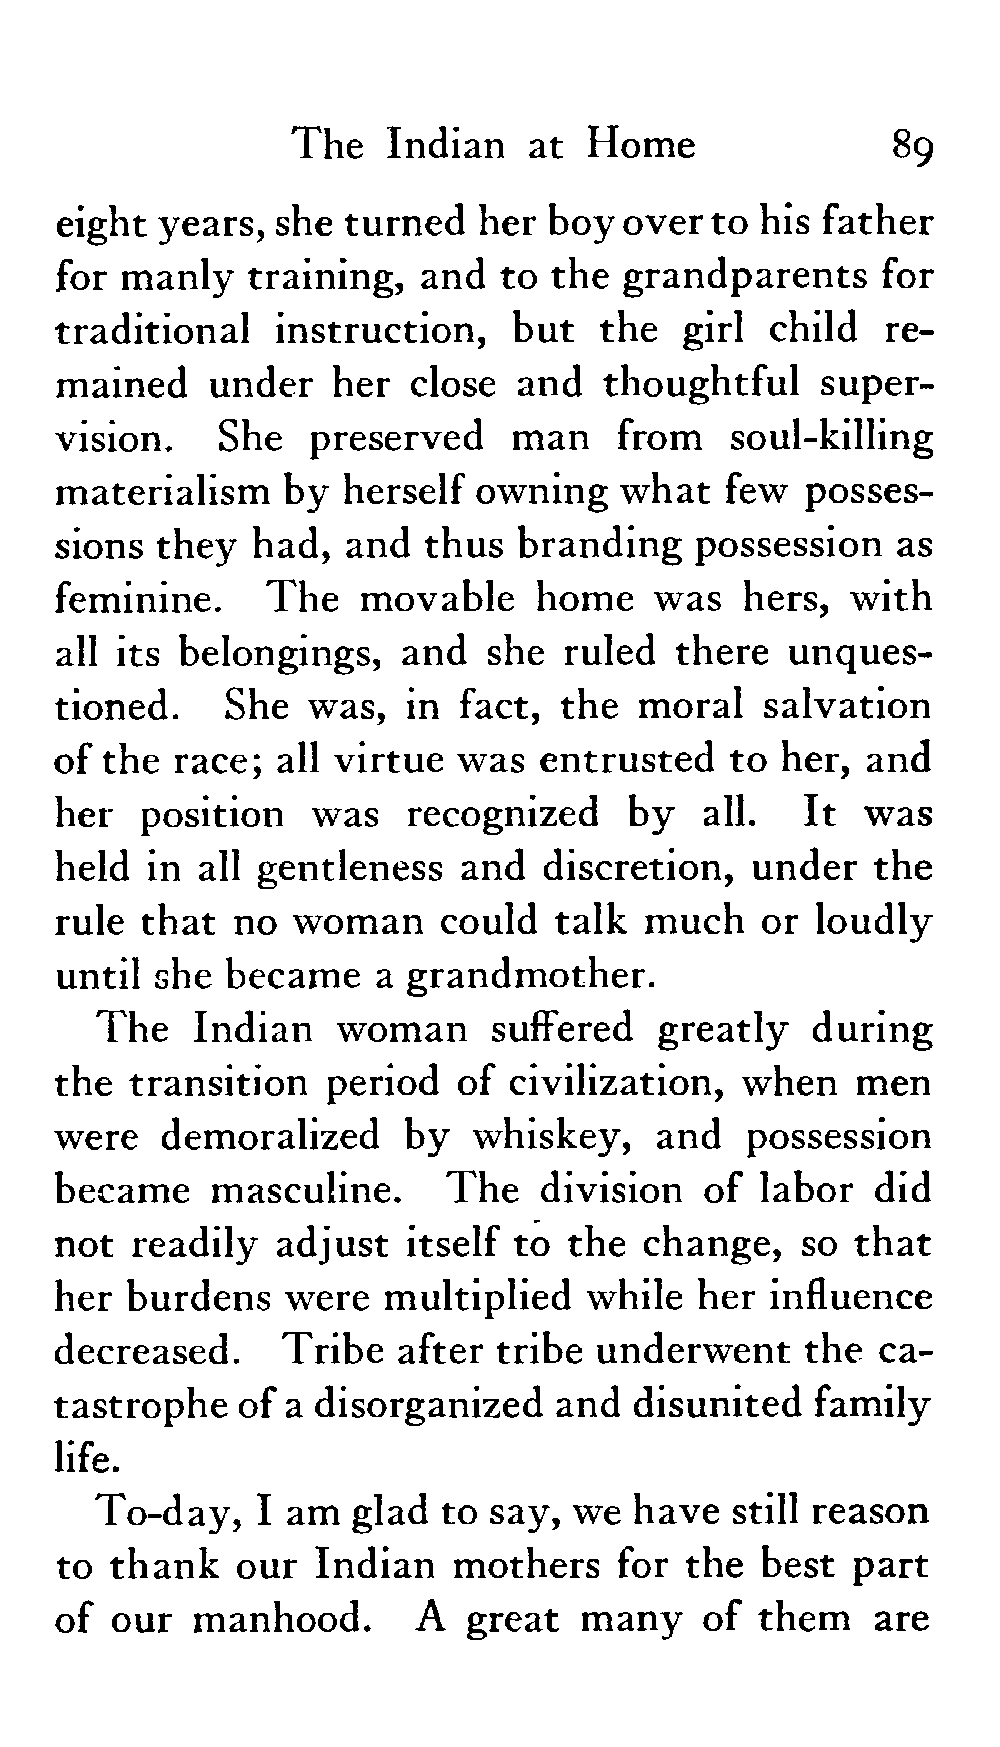 The Indian at Home 89
eight years, she turned her boy over to his father
for manly training, and to the grandparents for
traditional instruction, but the girl child re-
mained under her close and thoughtful super-
vision. She preserved man from soul-killing
materialism by herself owning what few posses-
sions they had, and thus branding possession as
feminine. The movable home was hers, with
all its belongings, and she ruled there unques-
tioned. She was, in fact, the moral salvation
of the race; all virtue was entrusted to her, and
her position was recognized by all. It was
held in all gentleness and discretion, under the
rule that no woman could talk much or loudly
until she became a grandmother.
The Indian woman suffered greatly during
the transition period of civilization, when men
were demoralized by whiskey, and possession
became masculine. The division of labor did
not readily adjust itself to the change, so that
her burdens were multiplied while her influence
decreased. Tribe after tribe underwent the ca-
tastrophe of a disorganized and disunited family
life.
To-day, I am glad to say, we have still reason
to thank our Indian mothers for the best part
of our manhood. A great many of them are